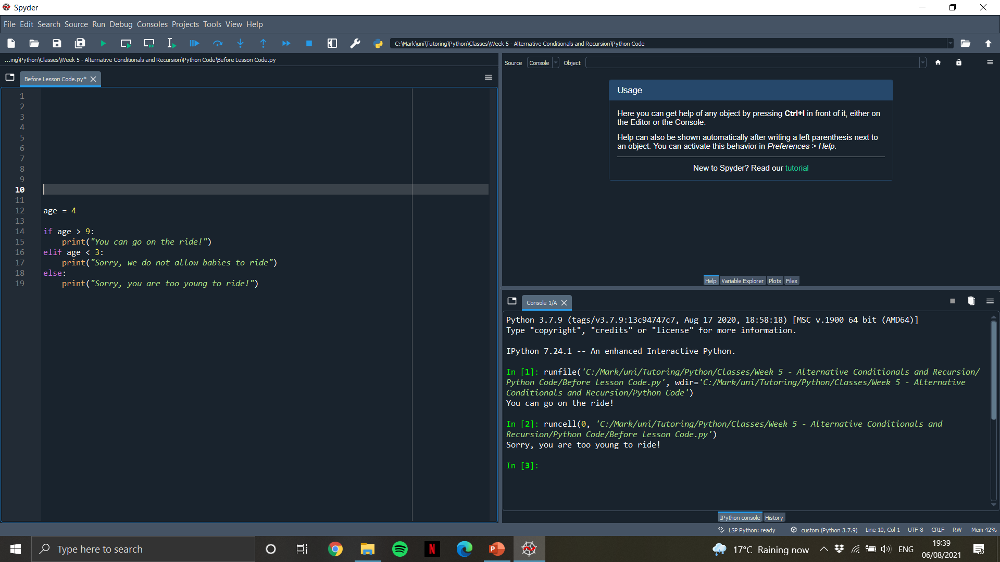 Spyder
File Edit Search Source Run Debug Consoles Projects Tools View Help
C:\Mark\uni\Tutoring\Python\Classes\Week 5 - Alternative Conditionals and Recursion\Python Code
...ing\Python\Classes\Week 5 - Alternative Conditionals and Recursion\Python Code\Before Lesson Code.py
Before Lesson Code.py*
1
2
3
4
5
6
7
8
9
10
11
12 age = 4
13
14 if age > 9:
15     print("You can go on the ride!")
16 elif age < 3:
17     print("Sorry, we do not allow babies to ride")
18 else:
19     print("Sorry, you are too young to ride!")
Source Console Object
Usage
Here you can get help of any object by pressing Ctrl+I in front of it, either on
the Editor or the Console.
Help can also be shown automatically after writing a left parenthesis next to
an object. You can activate this behavior in Preferences > Help.
New to Spyder? Read our tutorial
Help Variable Explorer Plots Files
Console 1/A
Python 3.7.9 (tags/v3.7.9:13c94747c7, Aug 17 2020, 18:58:18) [MSC v.1900 64 bit (AMD64)]
Type "copyright", "credits" or "license" for more information.
IPython 7.24.1 -- An enhanced Interactive Python.
In [1]: runfile('C:/Mark/uni/Tutoring/Python/Classes/Week 5 - Alternative Conditionals and Recursion/
Python Code/Before Lesson Code.py', wdir='C:/Mark/uni/Tutoring/Python/Classes/Week 5 - Alternative
Conditionals and Recursion/Python Code')
You can go on the ride!
In [2]: runcell(0, 'C:/Mark/uni/Tutoring/Python/Classes/Week 5 - Alternative Conditionals and
Recursion/Python Code/Before Lesson Code.py')
Sorry, you are too young to ride!
In [3]:
IPython console History
LSP Python: ready custom (Python 3.7.9) Line 10, Col 1 UTF-8 CRLF RW Mem 42%
Type here to search
17°C Raining now ENG
19:39
06/08/2021